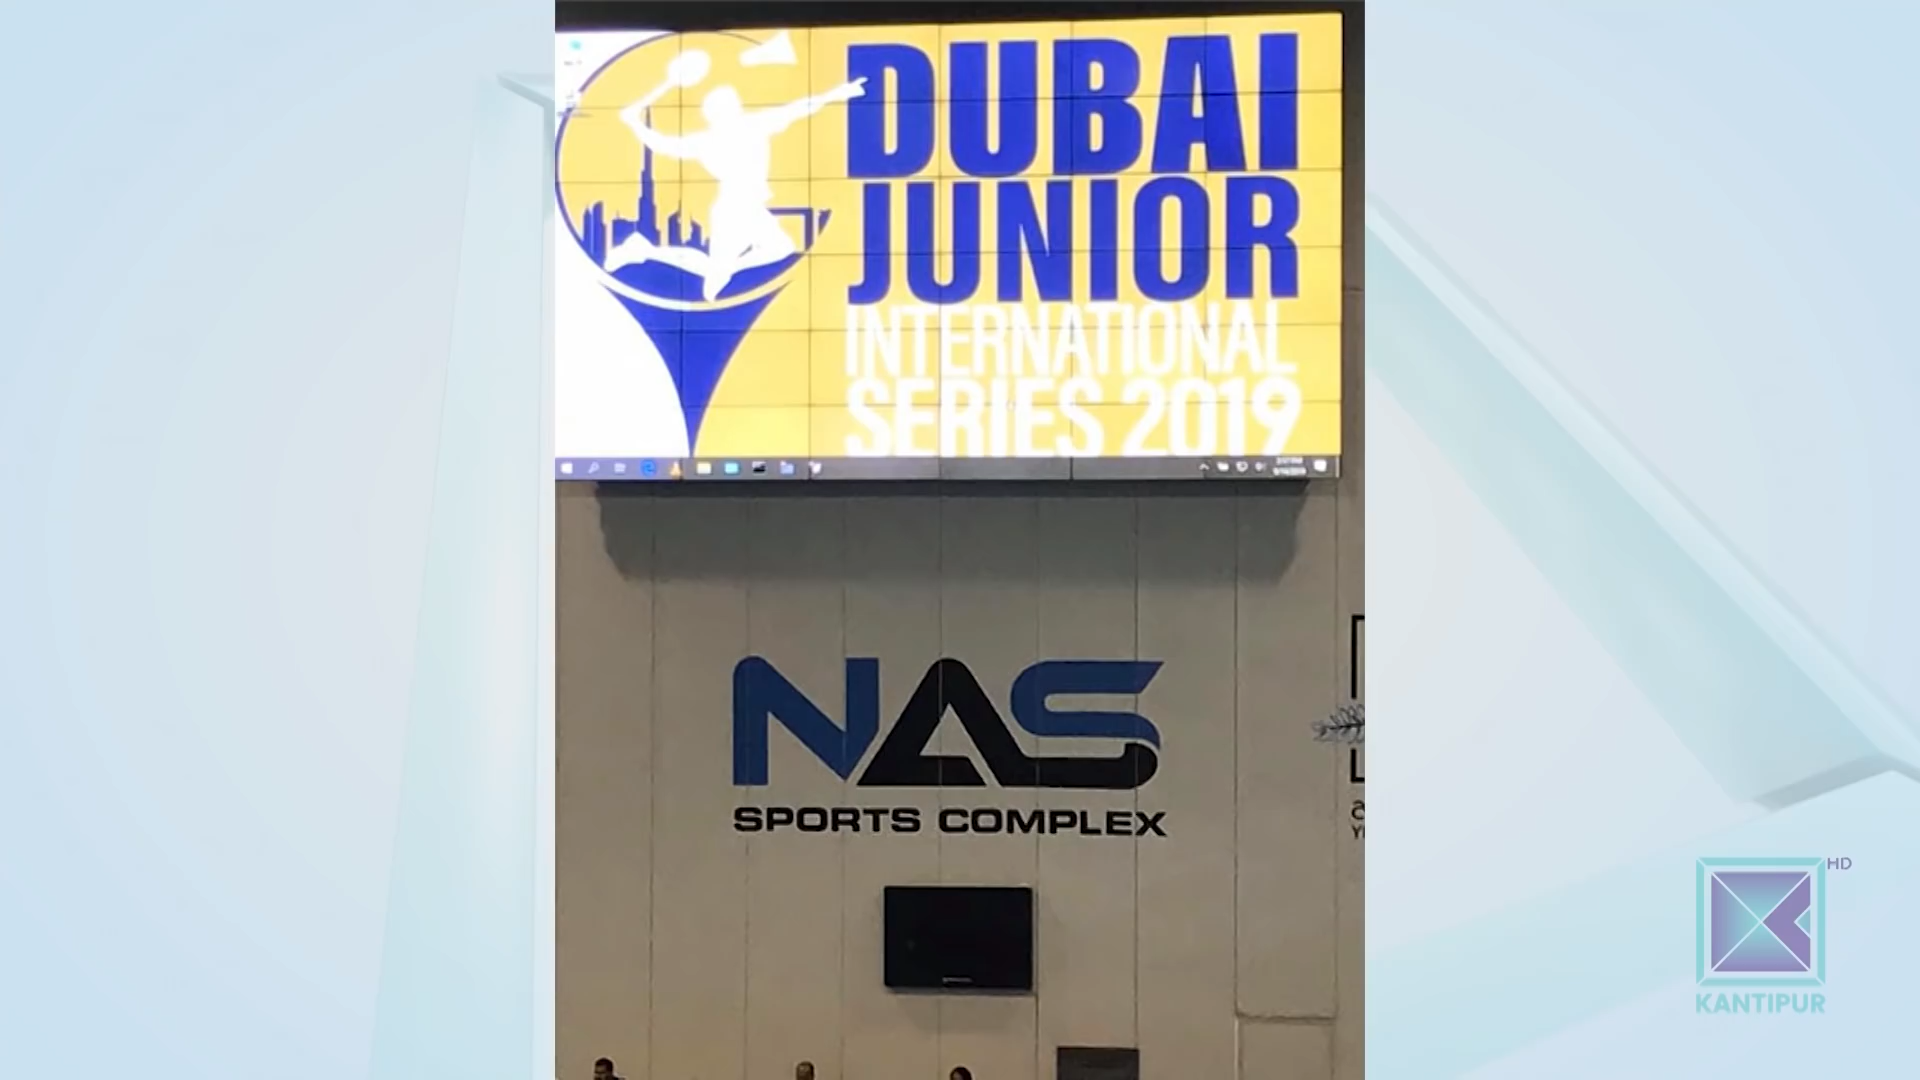 DUBAI
JUNIOR
INTERNATIONAL
SERIES 2019
NAS
SPORTS COMPLEX
HD
KANTIPUR